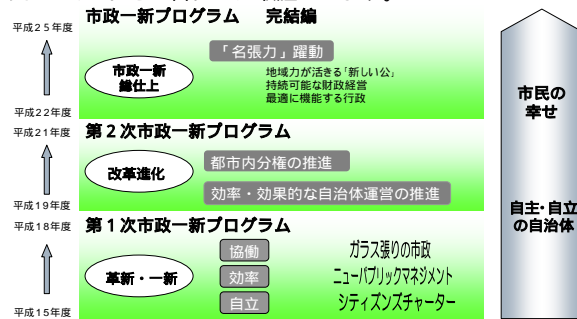 市政一新プログラム　完結編
平成25年度
「名張力」躍動
市政一新
総仕上
地域力が活きる「新しい公」
持続可能な財政経営
最適に機能する行政
平成22年度
平成21年度
第2次市政一新プログラム
改革進化
都市内分権の推進
効率・効果的な自治体運営の推進
平成19年度
平成18年度
第1次市政一新プログラム
革新・一新
協働
効率
自立
ガラス張りの市政
ニューパブリックマネジメント
シティズンズチャーター
平成15年度
市民の
幸せ
自主・自立
の自治体